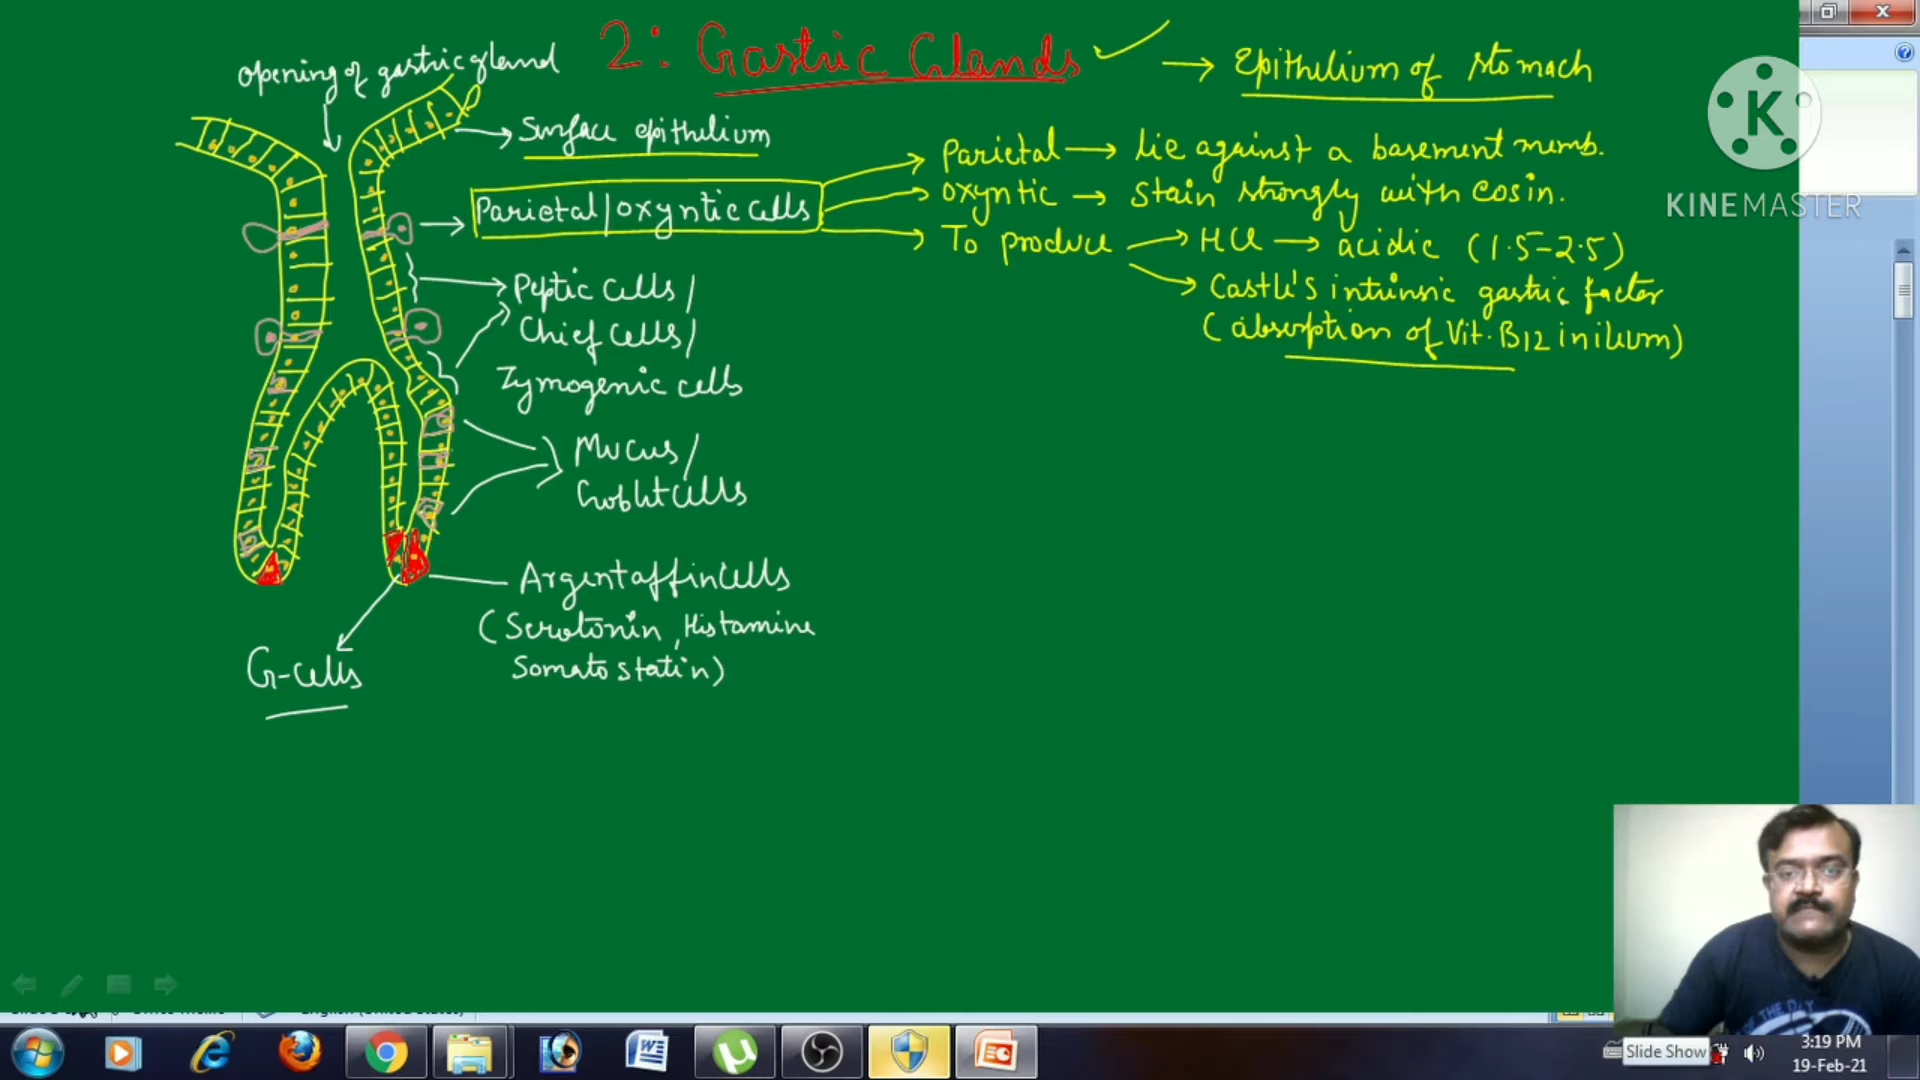 2: Gastric Glands → Epithelium of stomach
opening of gastric gland
→ Surface epithelium
Parietal/oxyntic cells
Parietal → lie against a basement memb.
oxyntic → stain strongly with eosin.
To produce → HCl → acidic (1.5-2.5)
→ Castle's intrinsic gastric factor
(absorption of Vit. B12 in ileum)
Peptic cells/
Chief cells/
Zymogenic cells
Mucus/
Goblet cells
Argentaffin cells
(Serotonin, Histamine
Somatostatin)
G-cells
K
KINEMASTER
Slide Show
3:19 PM
19-Feb-21